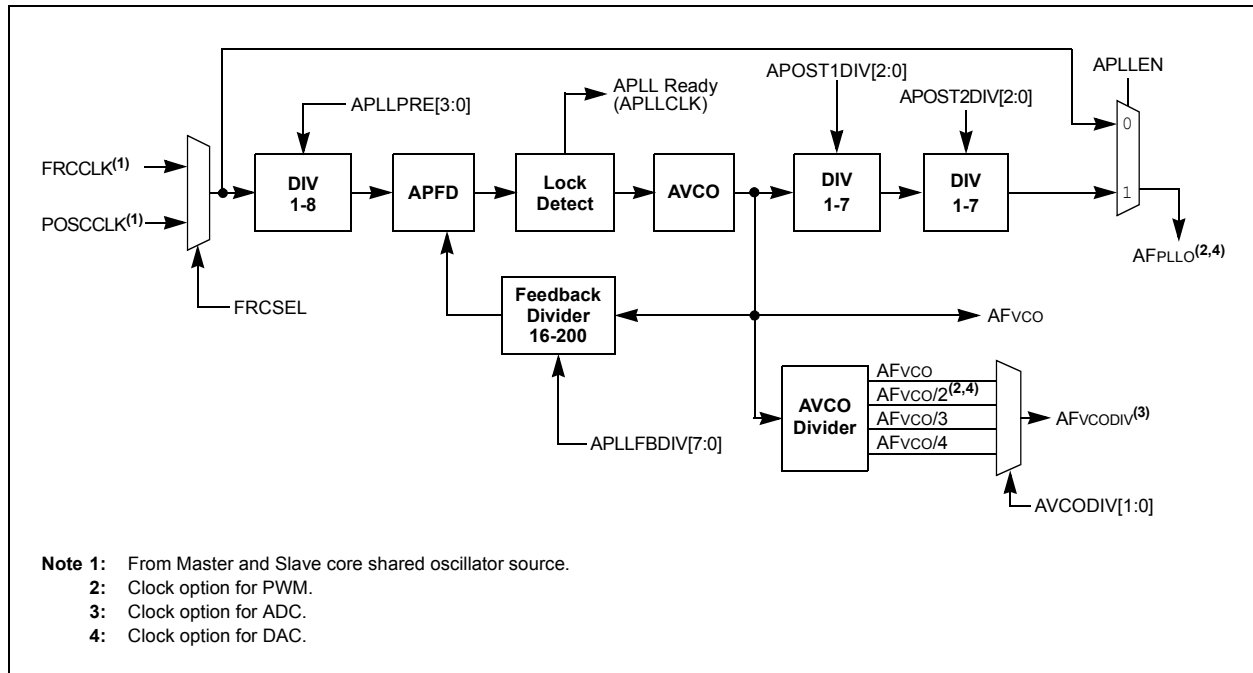 APLLEN
APOST1DIV[2:0]
APLL Ready
(APLLCLK)
APOST2DIV[2:0]
APLLPRE[3:0]
0
FRCCLK(1)
DIV
1-8
APFD
Lock
Detect
AVCO
DIV
1-7
DIV
1-7
1
POSCCLK(1)
AFPLLO(2,4)
FRCSEL
Feedback
Divider
16-200
AFVCO
AVCO
Divider
AFVCO
AFVCO/2(2,4)
AFVCO/3
AFVCO/4
AFVCODIV(3)
APLLFBDIV[7:0]
AVCODIV[1:0]
Note 1: From Master and Slave core shared oscillator source.
2: Clock option for PWM.
3: Clock option for ADC.
4: Clock option for DAC.